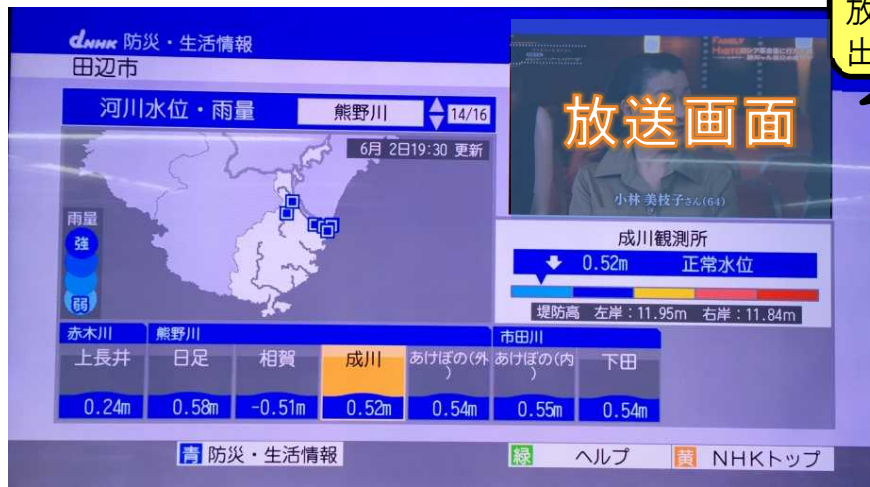 放
出
dNHK 防災・生活情報
田辺市
河川水位・雨量
熊野川
14/16
6月 2日19:30 更新
放送画面
小林 美枝子さん(64)
雨量
強
弱
成川観測所
0.52m 正常水位
堤防高 左岸:11.95m 右岸:11.84m
赤木川 熊野川 市田川
上長井 日足 相賀 成川 あけぼの(外) あけぼの(内) 下田
0.24m 0.58m -0.51m 0.52m 0.54m 0.55m 0.54m
青 防災・生活情報 緑 ヘルプ 黄 NHKトップ